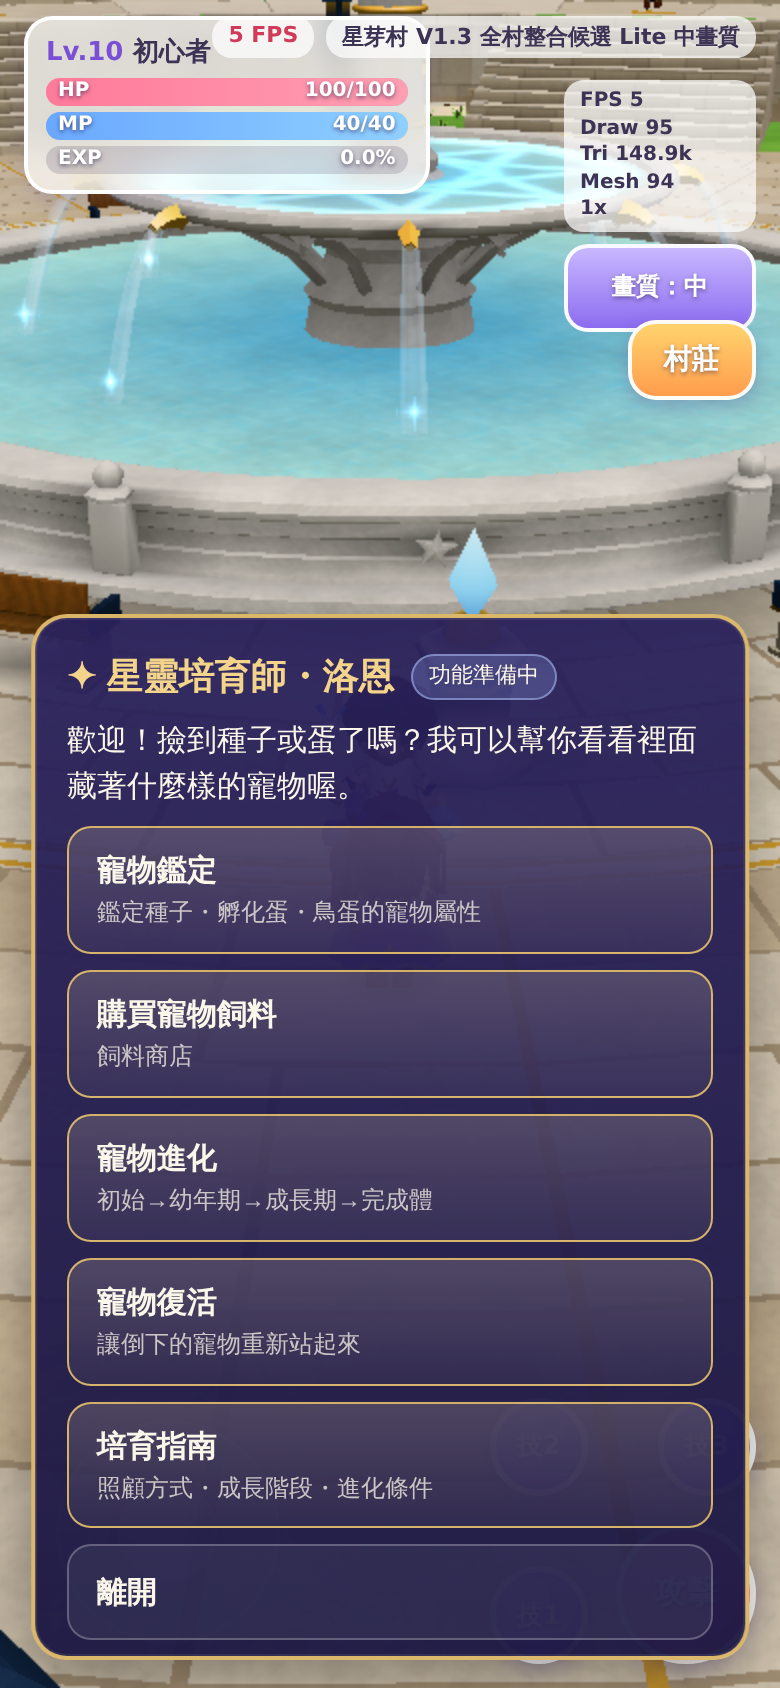 Lv.10 初心者
5 FPS
星芽村 V1.3 全村整合候選 Lite 中畫質
HP 100/100
MP 40/40
EXP 0.0%
FPS 5
Draw 95
Tri 148.9k
Mesh 94
1x
畫質：中
村莊
✦ 星靈培育師・洛恩
功能準備中
歡迎！撿到種子或蛋了嗎？我可以幫你看看裡面
藏著什麼樣的寵物喔。
寵物鑑定
鑑定種子・孵化蛋・鳥蛋的寵物屬性
購買寵物飼料
飼料商店
寵物進化
初始→幼年期→成長期→完成體
寵物復活
讓倒下的寵物重新站起來
培育指南
照顧方式・成長階段・進化條件
技2
技3
離開
技1
攻擊